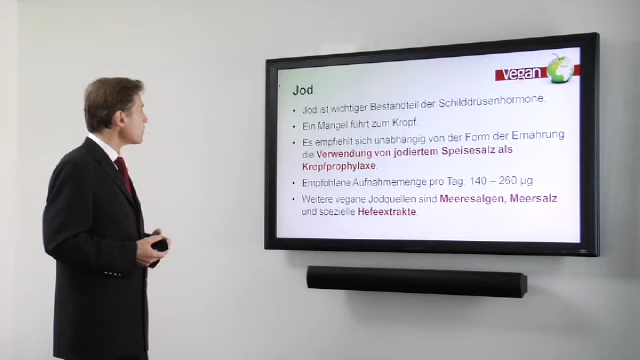 vegan
Jod
• Jod ist wichtiger Bestandteil der Schilddrüsenhormone.
• Ein Mangel führt zum Kropf.
• Es empfiehlt sich unabhängig von der Form der Ernährung
die Verwendung von jodiertem Speisesalz als
Kropfprophylaxe.
• Empfohlene Aufnahmemenge pro Tag: 140 – 260 µg
• Weitere vegane Jodquellen sind Meeresalgen, Meersalz
und spezielle Hefeextrakte.